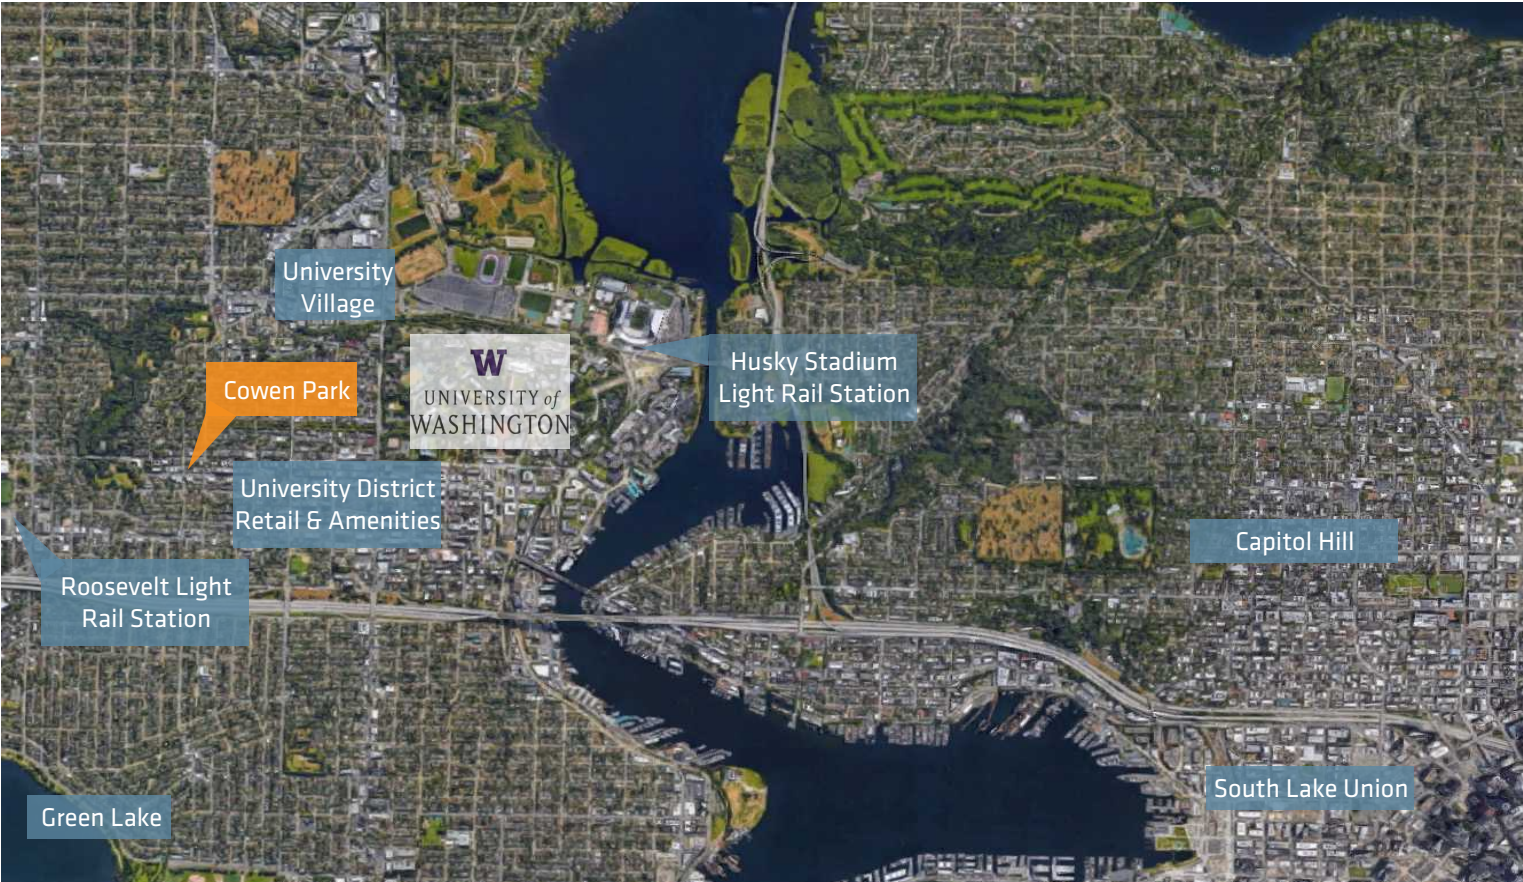 University
Village
Cowen Park
W
UNIVERSITY of
WASHINGTON
Husky Stadium
Light Rail Station
University District
Retail & Amenities
Capitol Hill
Roosevelt Light
Rail Station
South Lake Union
Green Lake